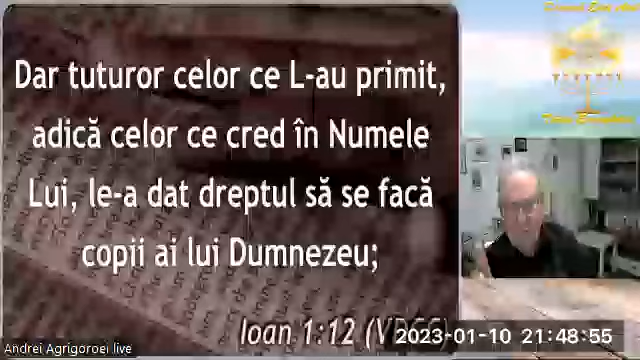 Dar tuturor celor ce L-au primit,
adică celor ce cred în Numele
Lui, le-a dat dreptul să se facă
copii ai lui Dumnezeu;
Ioan 1:12
2023-01-10 21:48:55
Andrei Agrigoroei live